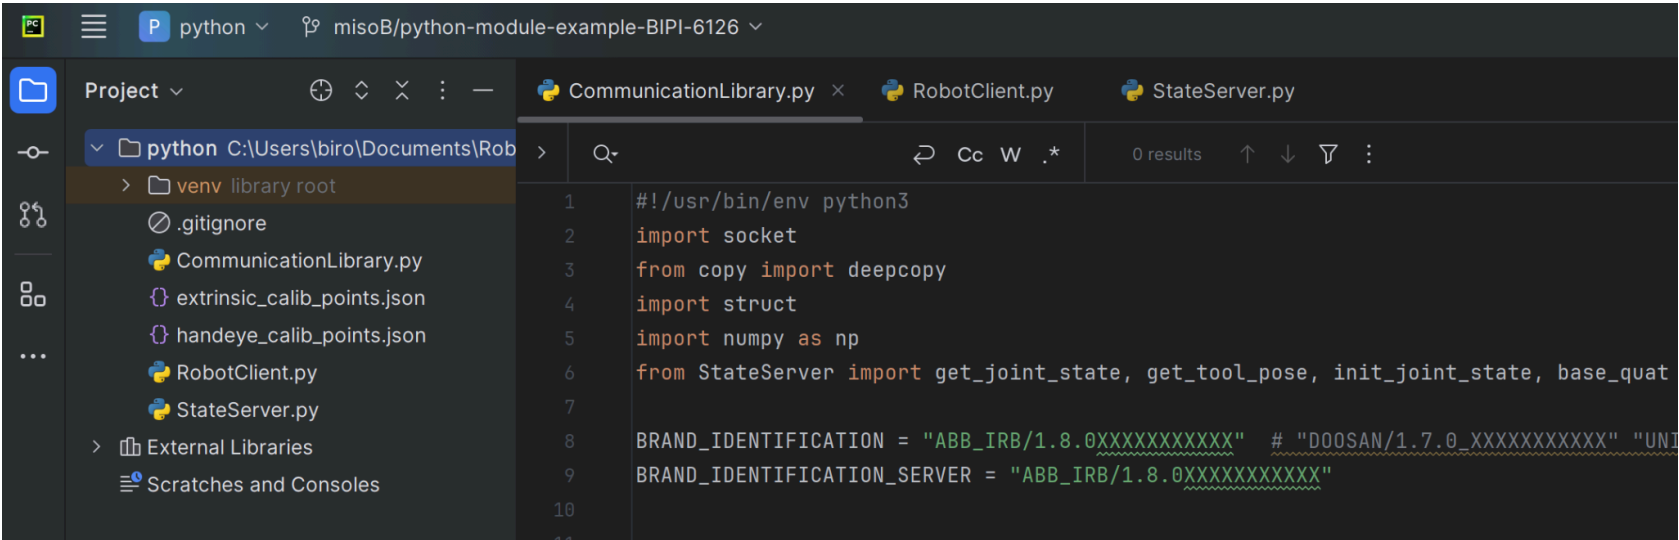 PC
P python misoB/python-module-example-BIPI-6126
Project
CommunicationLibrary.py
RobotClient.py
StateServer.py
python C:\Users\biro\Documents\Rob
venv library root
.gitignore
CommunicationLibrary.py
{} extrinsic_calib_points.json
{} handeye_calib_points.json
RobotClient.py
StateServer.py
External Libraries
Scratches and Consoles
Cc W .* 0 results
1 #!/usr/bin/env python3
2 import socket
3 from copy import deepcopy
4 import struct
5 import numpy as np
6 from StateServer import get_joint_state, get_tool_pose, init_joint_state, base_quat
7
8 BRAND_IDENTIFICATION = "ABB_IRB/1.8.0XXXXXXXXXXX" # "DOOSAN/1.7.0_XXXXXXXXXXX" "UNI
9 BRAND_IDENTIFICATION_SERVER = "ABB_IRB/1.8.0XXXXXXXXXXX"
10